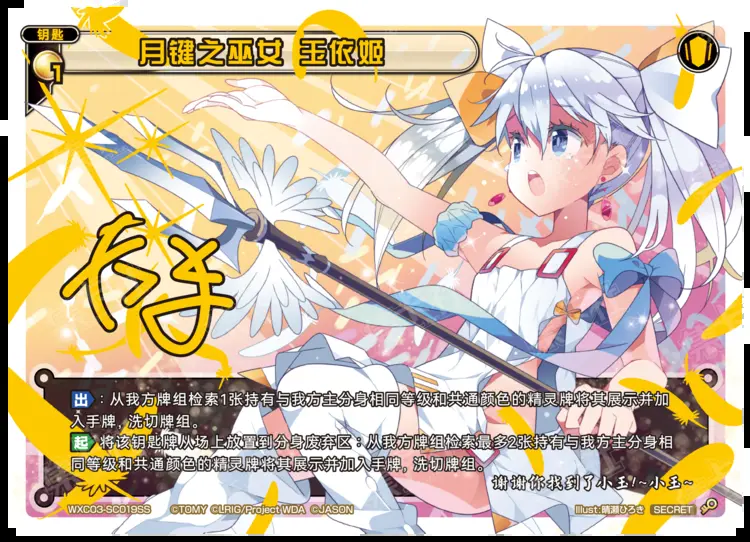 钥匙
1
月键之巫女 玉依姬
出：从我方牌组检索1张持有与我方主分身相同等级和共通颜色的精灵牌将其展示并加
入手牌，洗切牌组。
起 将该钥匙牌从场上放置到分身废弃区：从我方牌组检索最多2张持有与我方主分身相
同等级和共通颜色的精灵牌将其展示并加入手牌，洗切牌组。
谢谢你找到了小玉!~小玉~
WXC03-SC019SS ©TOMY ©LRIG/Project WDA ©JASON Illust:晴瀬ひろき SECRET